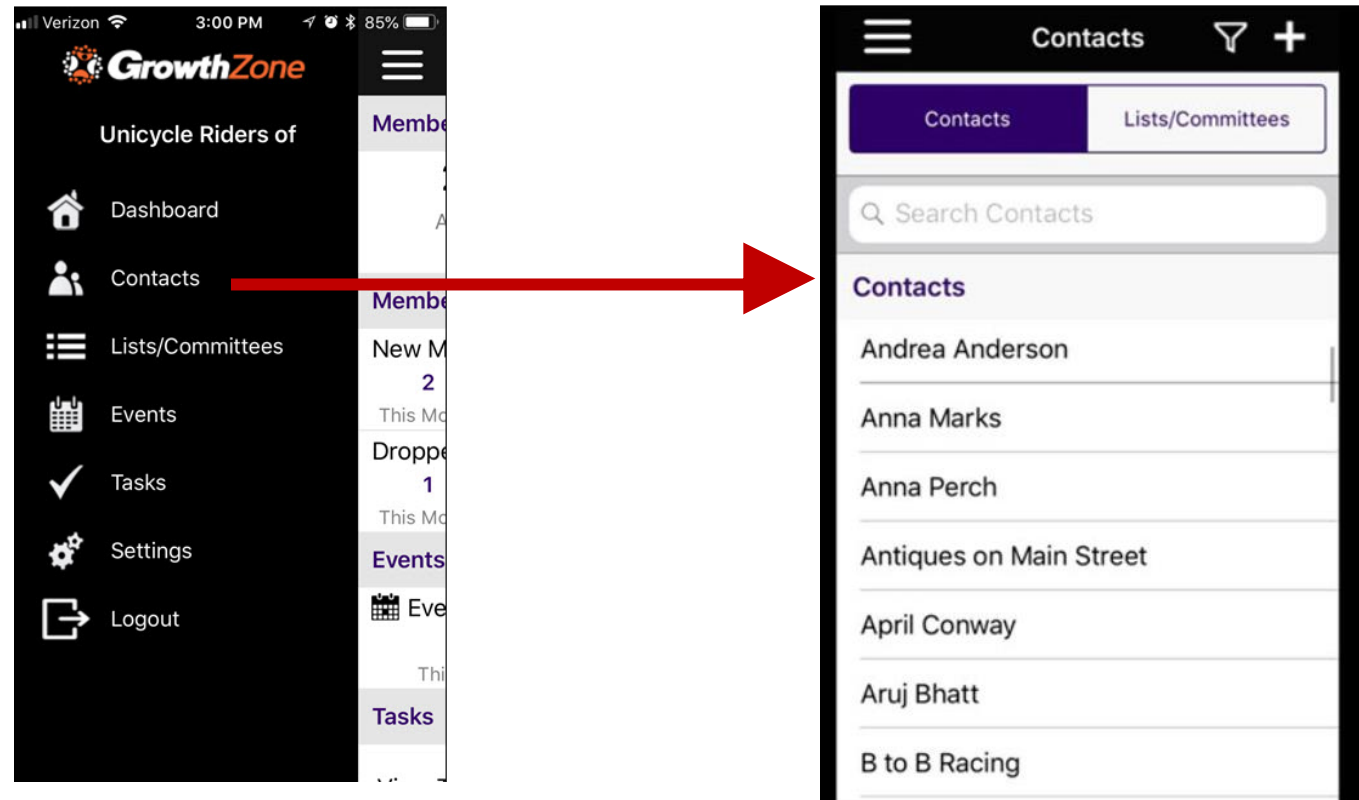 Verizon 3:00 PM 85%
GrowthZone
Unicycle Riders of
Dashboard
Contacts
Lists/Committees
Events
Tasks
Settings
Logout
Membe
A
Membe
New M
2
This Mo
Droppe
1
This Mo
Events
Eve
Thi
Tasks
Contacts
Contacts Lists/Committees
Search Contacts
Contacts
Andrea Anderson
Anna Marks
Anna Perch
Antiques on Main Street
April Conway
Aruj Bhatt
B to B Racing